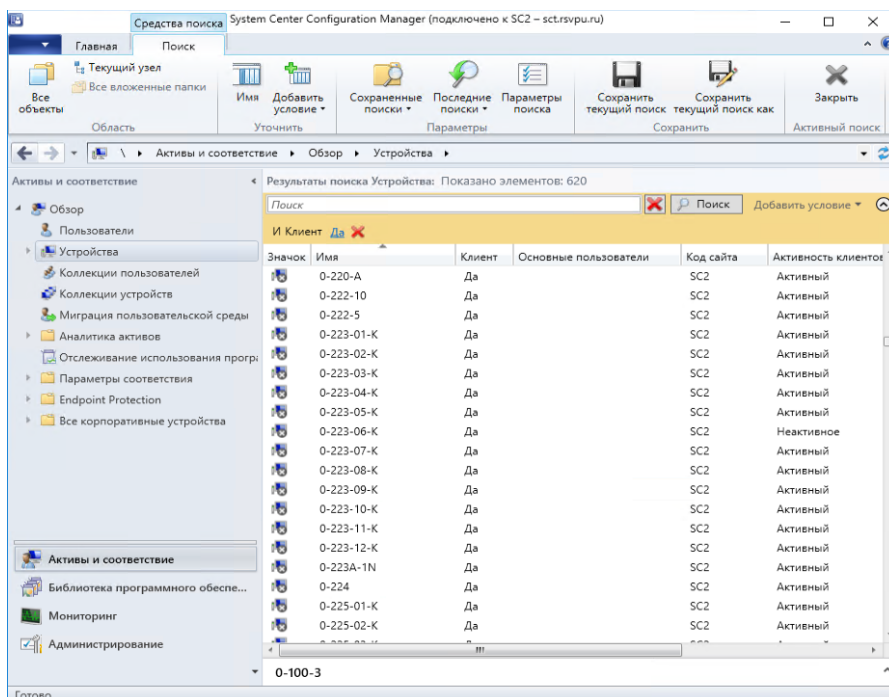 Средства поиска System Center Configuration Manager (подключено к SC2 – sct.rsvpu.ru)
Главная Поиск
Все объекты
Текущий узел
Все вложенные папки
Область
Имя
Добавить условие
Уточнить
Сохраненные поиски
Последние поиски
Параметры поиска
Параметры
Сохранить текущий поиск
Сохранить текущий поиск как
Сохранить
Закрыть
Активный поиск
\ Активы и соответствие Обзор Устройства
Активы и соответствие
Обзор
Пользователи
Устройства
Коллекции пользователей
Коллекции устройств
Миграция пользовательской среды
Аналитика активов
Отслеживание использования програ
Параметры соответствия
Endpoint Protection
Все корпоративные устройства
Активы и соответствие
Библиотека программного обеспе...
Мониторинг
Администрирование
Результаты поиска Устройства: Показано элементов: 620
Поиск Поиск Добавить условие
И Клиент Да
Значок Имя Клиент Основные пользователи Код сайта Активность клиентов
0-220-A Да SC2 Активный
0-222-10 Да SC2 Активный
0-222-5 Да SC2 Активный
0-223-01-K Да SC2 Активный
0-223-02-K Да SC2 Активный
0-223-03-K Да SC2 Активный
0-223-04-K Да SC2 Активный
0-223-05-K Да SC2 Активный
0-223-06-K Да SC2 Неактивное
0-223-07-K Да SC2 Активный
0-223-08-K Да SC2 Активный
0-223-09-K Да SC2 Активный
0-223-10-K Да SC2 Активный
0-223-11-K Да SC2 Активный
0-223-12-K Да SC2 Активный
0-223A-1N Да SC2 Активный
0-224 Да SC2 Активный
0-225-01-K Да SC2 Активный
0-225-02-K Да SC2 Активный
0-100-3
Готово